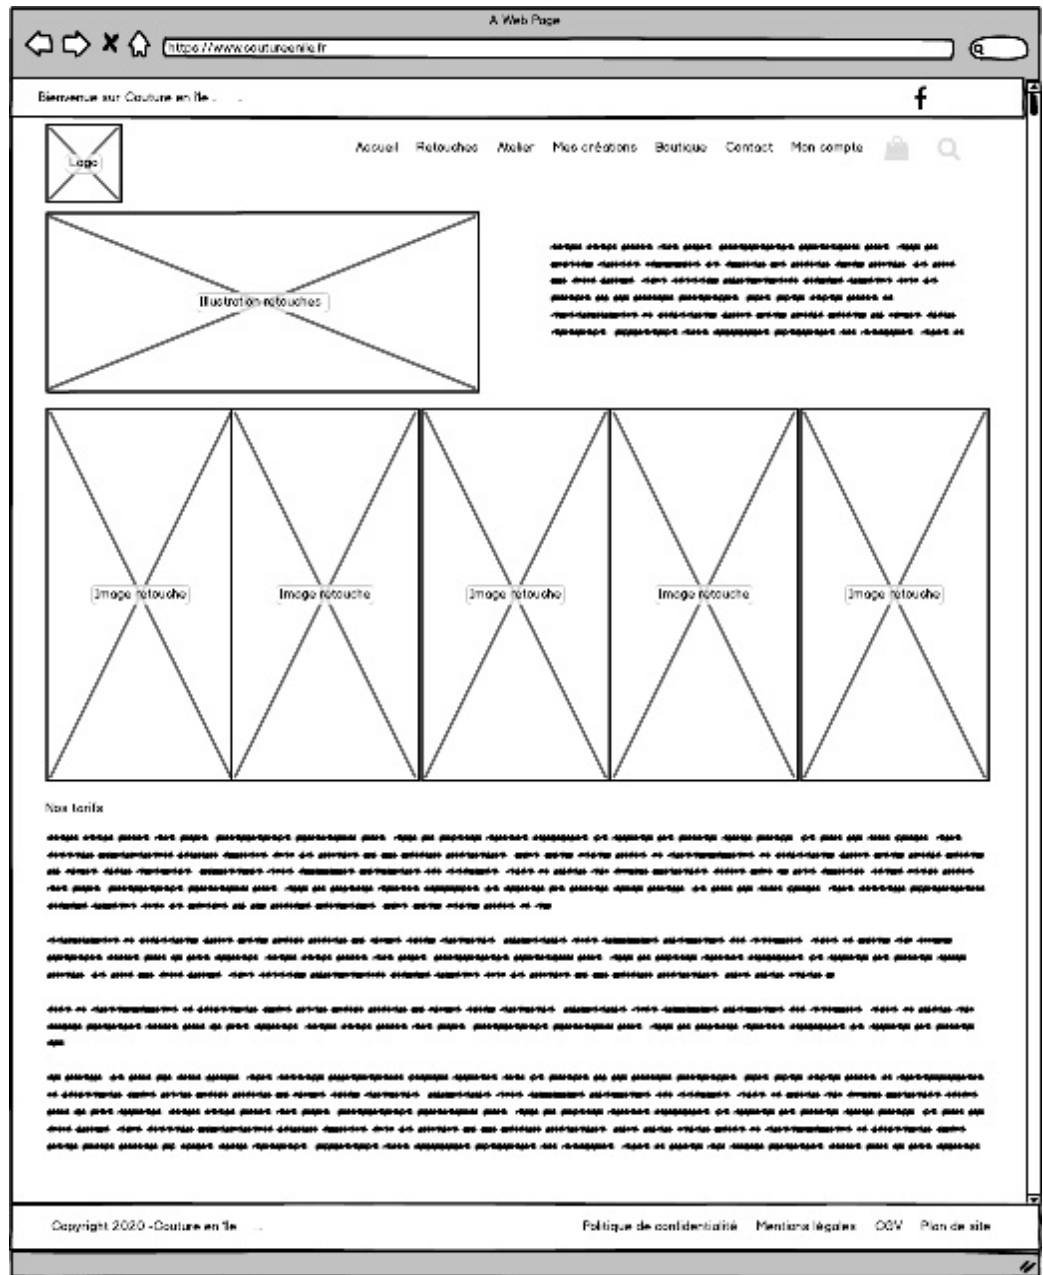 A Web Page
https://www.coutureenile.fr
Bienvenue sur Couture en île
Logo
Accueil Retouches Atelier Mes créations Boutique Contact Mon compte
Illustration retouches
Image retouche Image retouche Image retouche Image retouche Image retouche
Nos tarifs
Copyright 2020 -Couture en île
Politique de confidentialité Mentions légales CGV Plan de site